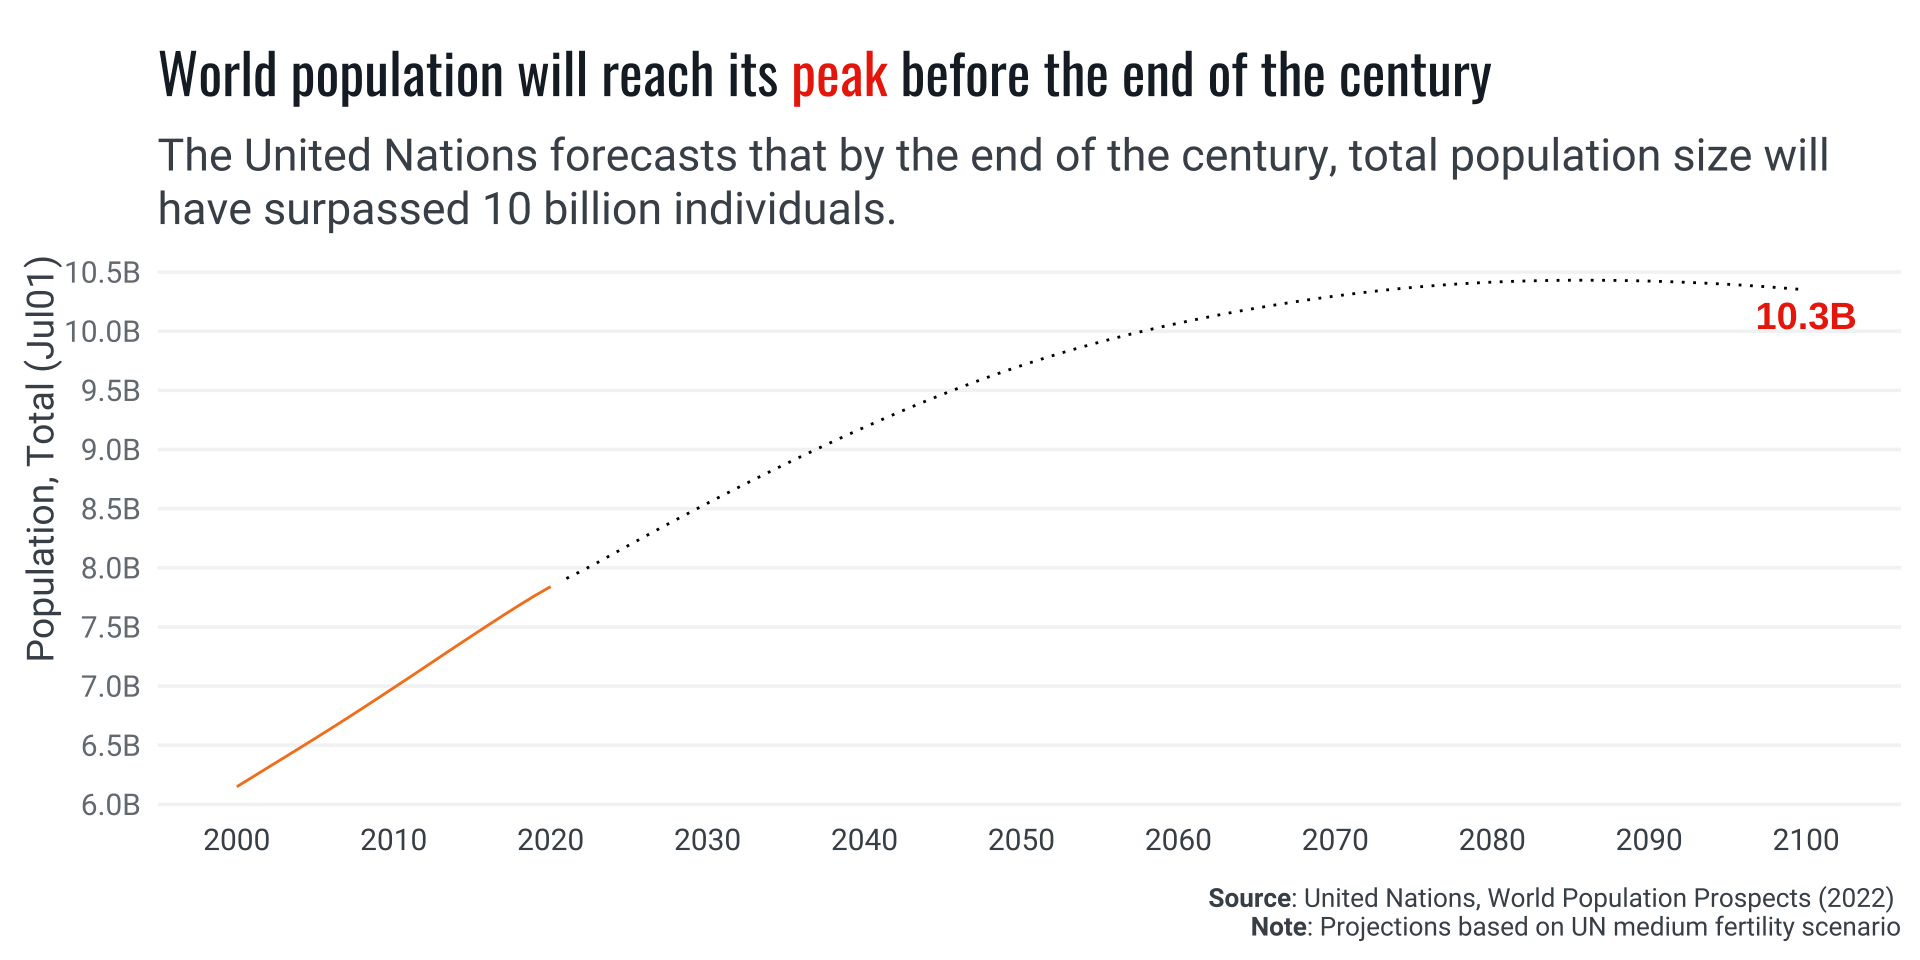 World population will reach its peak before the end of the century
The United Nations forecasts that by the end of the century, total population size will
have surpassed 10 billion individuals.
Population, Total (Jul01)
10.5B
10.0B
9.5B
9.0B
8.5B
8.0B
7.5B
7.0B
6.5B
6.0B
10.3B
2000 2010 2020 2030 2040 2050 2060 2070 2080 2090 2100
Source: United Nations, World Population Prospects (2022)
Note: Projections based on UN medium fertility scenario